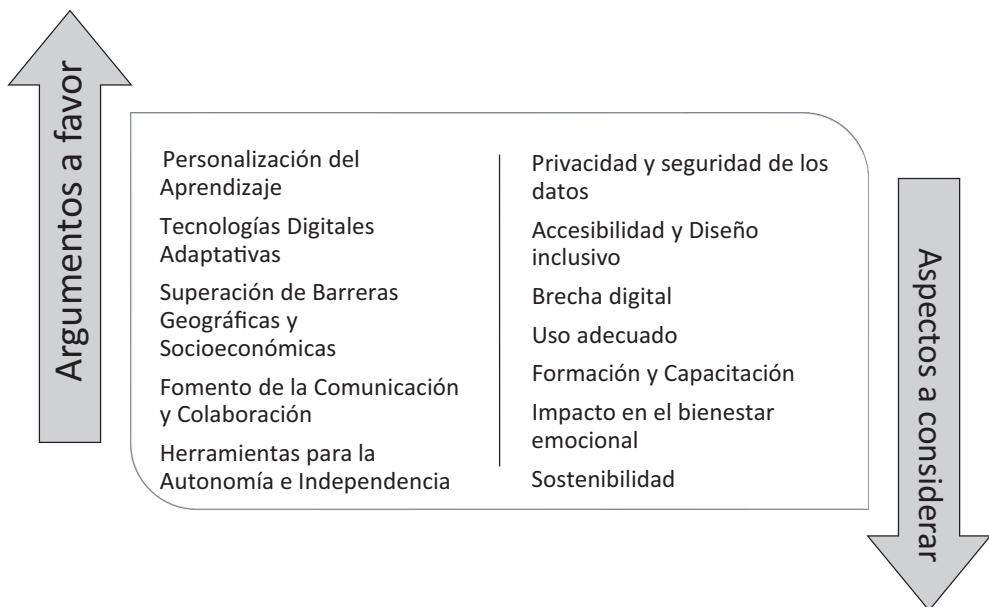 Argumentos a favor
Personalización del
Aprendizaje
Tecnologías Digitales
Adaptativas
Superación de Barreras
Geográficas y
Socioeconómicas
Fomento de la Comunicación
y Colaboración
Herramientas para la
Autonomía e Independencia
Privacidad y seguridad de los
datos
Accesibilidad y Diseño
inclusivo
Brecha digital
Uso adecuado
Formación y Capacitación
Impacto en el bienestar
emocional
Sostenibilidad
Aspectos a considerar